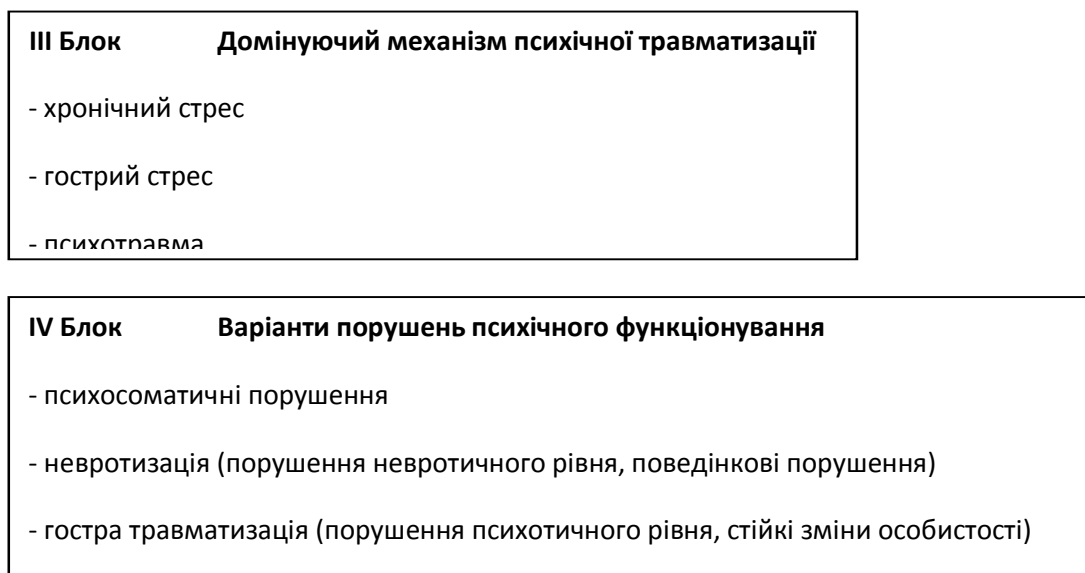 III Блок Домінуючий механізм психічної травматизації
- хронічний стрес
- гострий стрес
- психотравма
IV Блок Варіанти порушень психічного функціонування
- психосоматичні порушення
- невротизація (порушення невротичного рівня, поведінкові порушення)
- гостра травматизація (порушення психотичного рівня, стійкі зміни особистості)